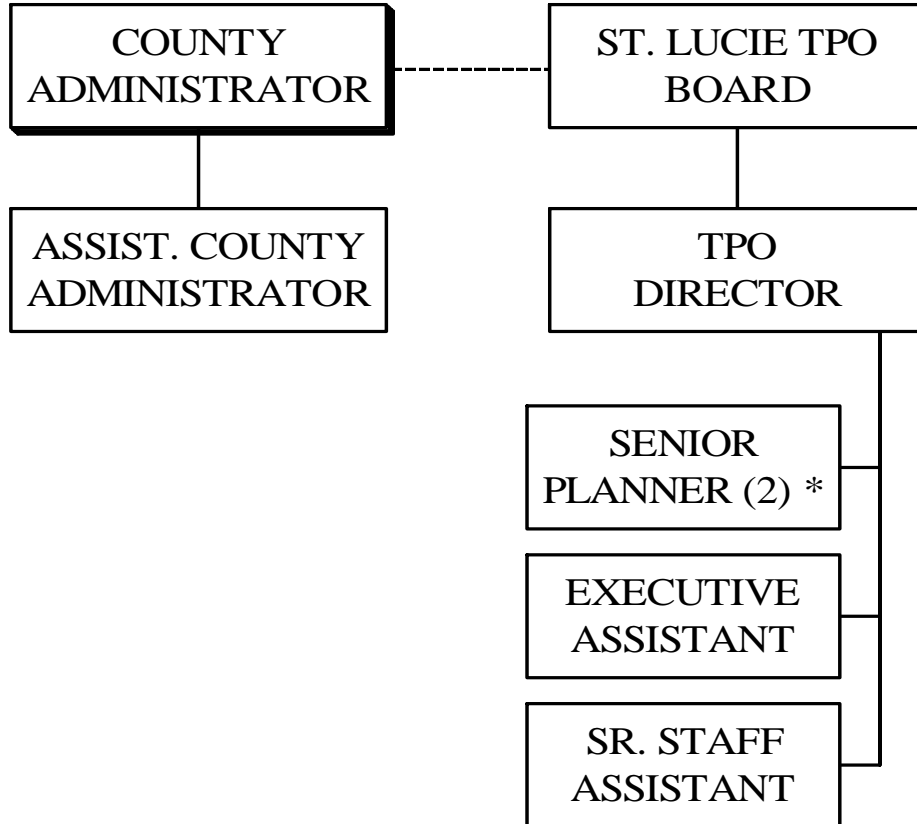 COUNTY
ADMINISTRATOR
ST. LUCIE TPO
BOARD
ASSIST. COUNTY
ADMINISTRATOR
TPO
DIRECTOR
SENIOR
PLANNER (2) *
EXECUTIVE
ASSISTANT
SR. STAFF
ASSISTANT